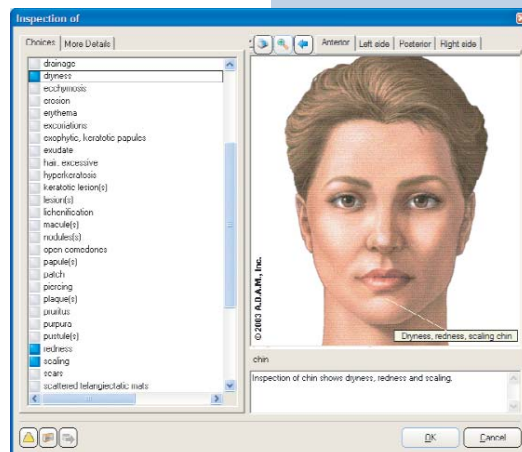 Inspection of
Choices
More Details
Anterior
Left side
Posterior
Right side
drainage
dryness
ecchymosis
erosion
erythema
excoriations
exophytic, keratotic papules
exudate
hair, excessive
hyperkeratosis
keratotic lesion(s)
lesion(s)
lichenification
macule(s)
nodules(s)
open comedones
papule(s)
patch
piercing
plaque(s)
pruritus
purpura
pustule(s)
redness
scaling
scars
scattered telangiectatic mats
© 2003 A.D.A.M., Inc.
Dryness, redness, scaling chin
chin
Inspection of chin shows dryness, redness and scaling.
OK
Cancel